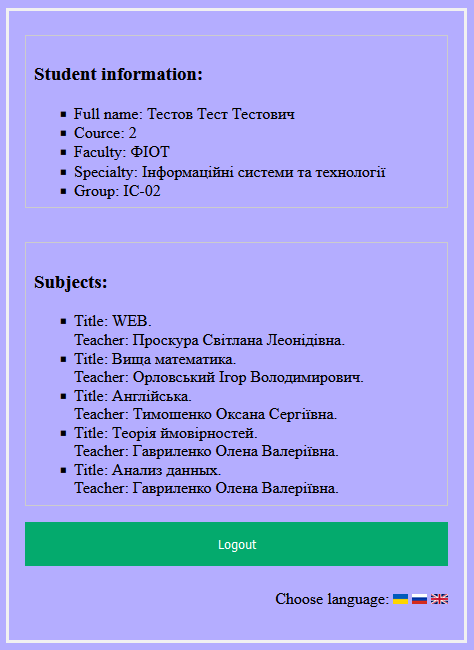 Student information:
Full name: Тестов Тест Тестович
Cource: 2
Faculty: ФІОТ
Specialty: Інформаційні системи та технології
Group: ІС-02
Subjects:
Title: WEB.
Teacher: Проскура Світлана Леонідівна.
Title: Вища математика.
Teacher: Орловський Ігор Володимирович.
Title: Англійська.
Teacher: Тимошенко Оксана Сергіївна.
Title: Теорія ймовірностей.
Teacher: Гавриленко Олена Валеріївна.
Title: Анализ данных.
Teacher: Гавриленко Олена Валеріївна.
Logout
Choose language: